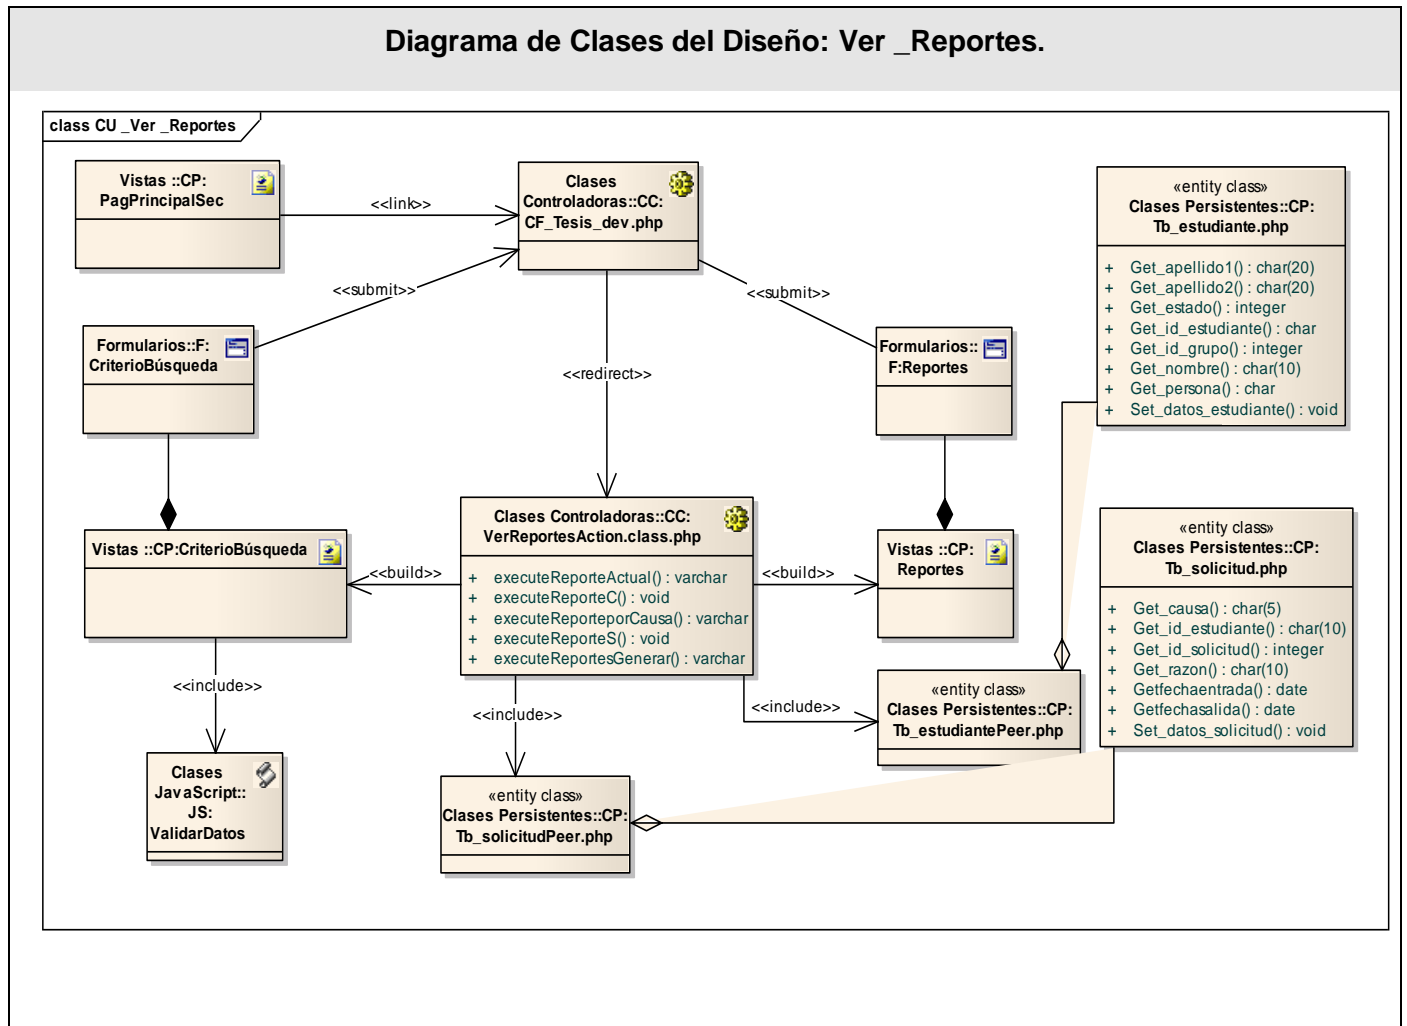 Diagrama de Clases del Diseño: Ver _Reportes.
class CU _Ver _Reportes
Vistas ::CP:
PagPrincipalSec
<<link>>
Clases
Controladoras::CC:
CF_Tesis_dev.php
«entity class»
Clases Persistentes::CP:
Tb_estudiante.php
+ Get_apellido1() : char(20)
+ Get_apellido2() : char(20)
+ Get_estado() : integer
+ Get_id_estudiante() : char
+ Get_id_grupo() : integer
+ Get_nombre() : char(10)
+ Get_persona() : char
+ Set_datos_estudiante() : void
<<submit>>
<<submit>>
Formularios::F:
CriterioBúsqueda
<<redirect>>
Formularios::
F:Reportes
Vistas ::CP:CriterioBúsqueda
<<build>>
Clases Controladoras::CC:
VerReportesAction.class.php
+ executeReporteActual() : varchar
+ executeReporteC() : void
+ executeReporteporCausa() : varchar
+ executeReporteS() : void
+ executeReportesGenerar() : varchar
<<build>>
Vistas ::CP:
Reportes
«entity class»
Clases Persistentes::CP:
Tb_solicitud.php
+ Get_causa() : char(5)
+ Get_id_estudiante() : char(10)
+ Get_id_solicitud() : integer
+ Get_razon() : char(10)
+ Getfechaentrada() : date
+ Getfechasalida() : date
+ Set_datos_solicitud() : void
<<include>>
<<include>>
<<include>>
«entity class»
Clases Persistentes::CP:
Tb_estudiantePeer.php
Clases
JavaScript::
JS:
ValidarDatos
«entity class»
Clases Persistentes::CP:
Tb_solicitudPeer.php